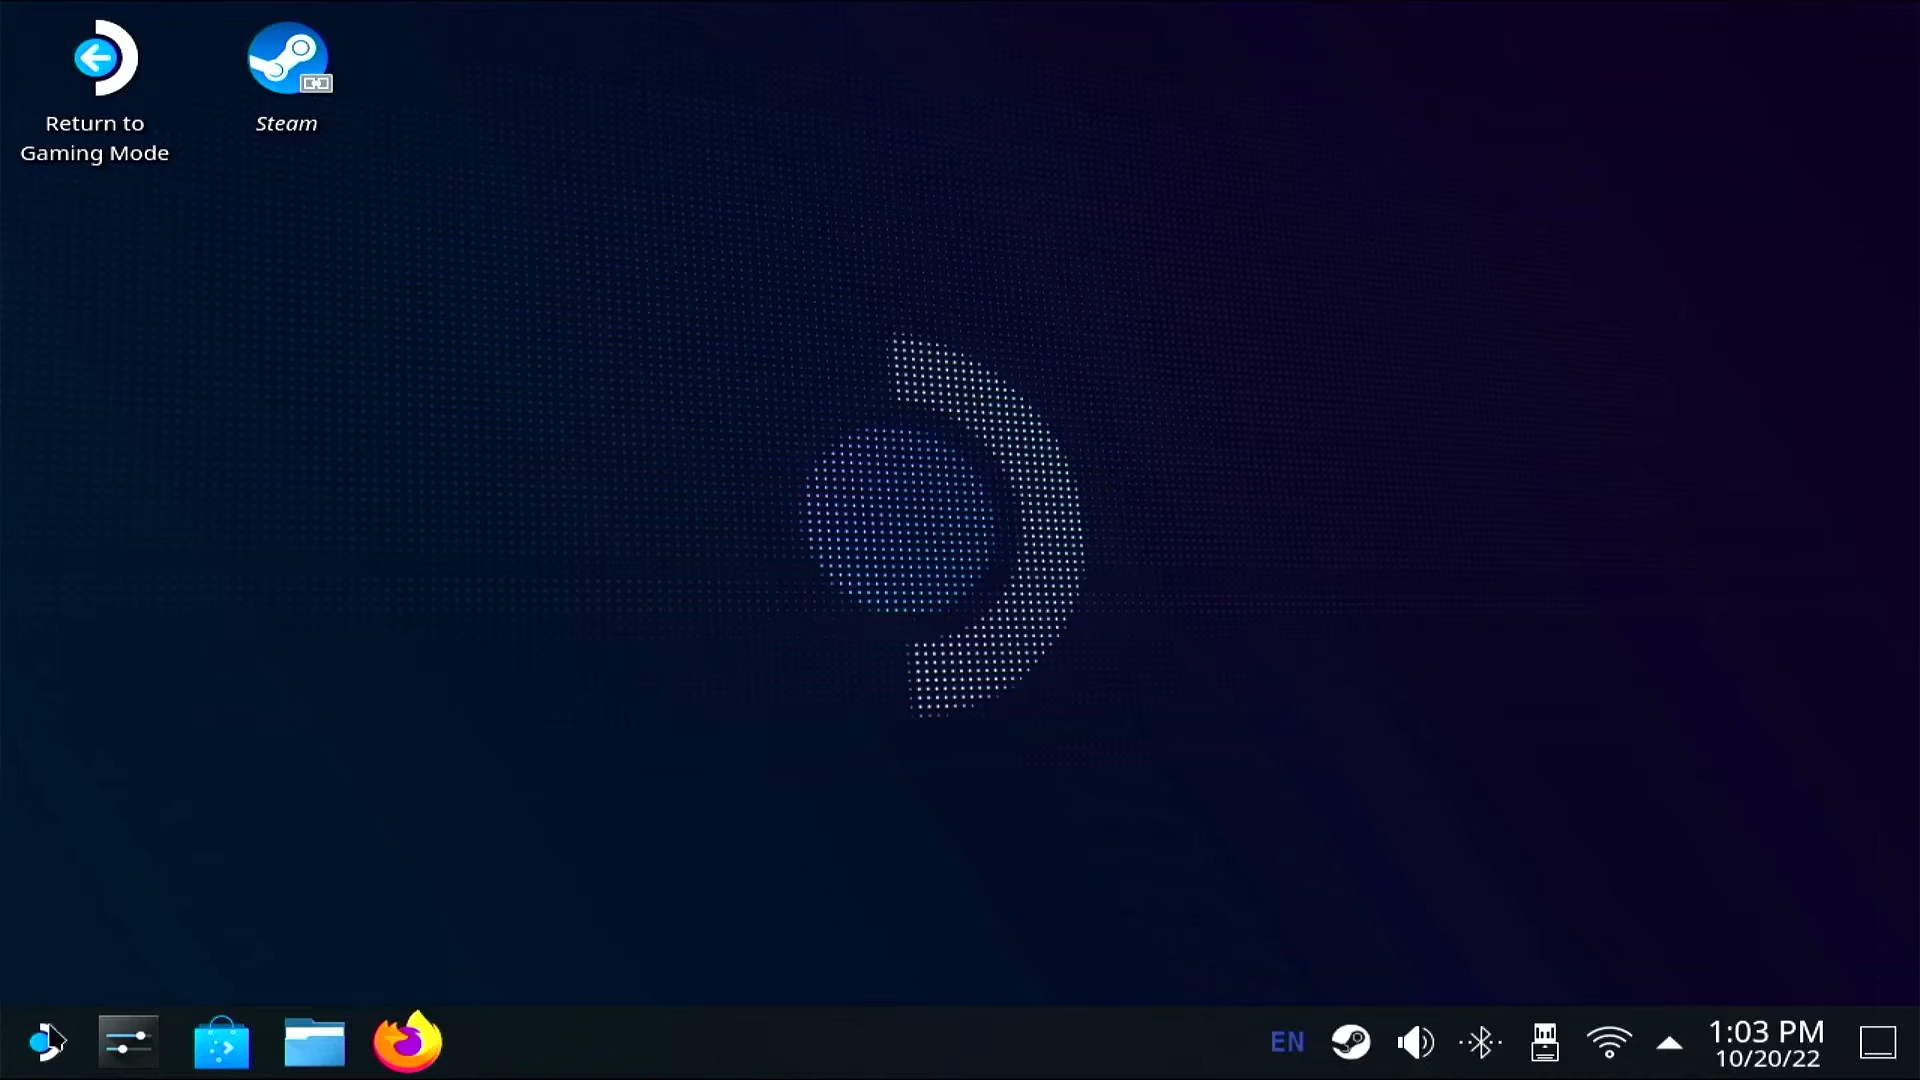 Return to
Gaming Mode
Steam
EN
1:03 PM
10/20/22